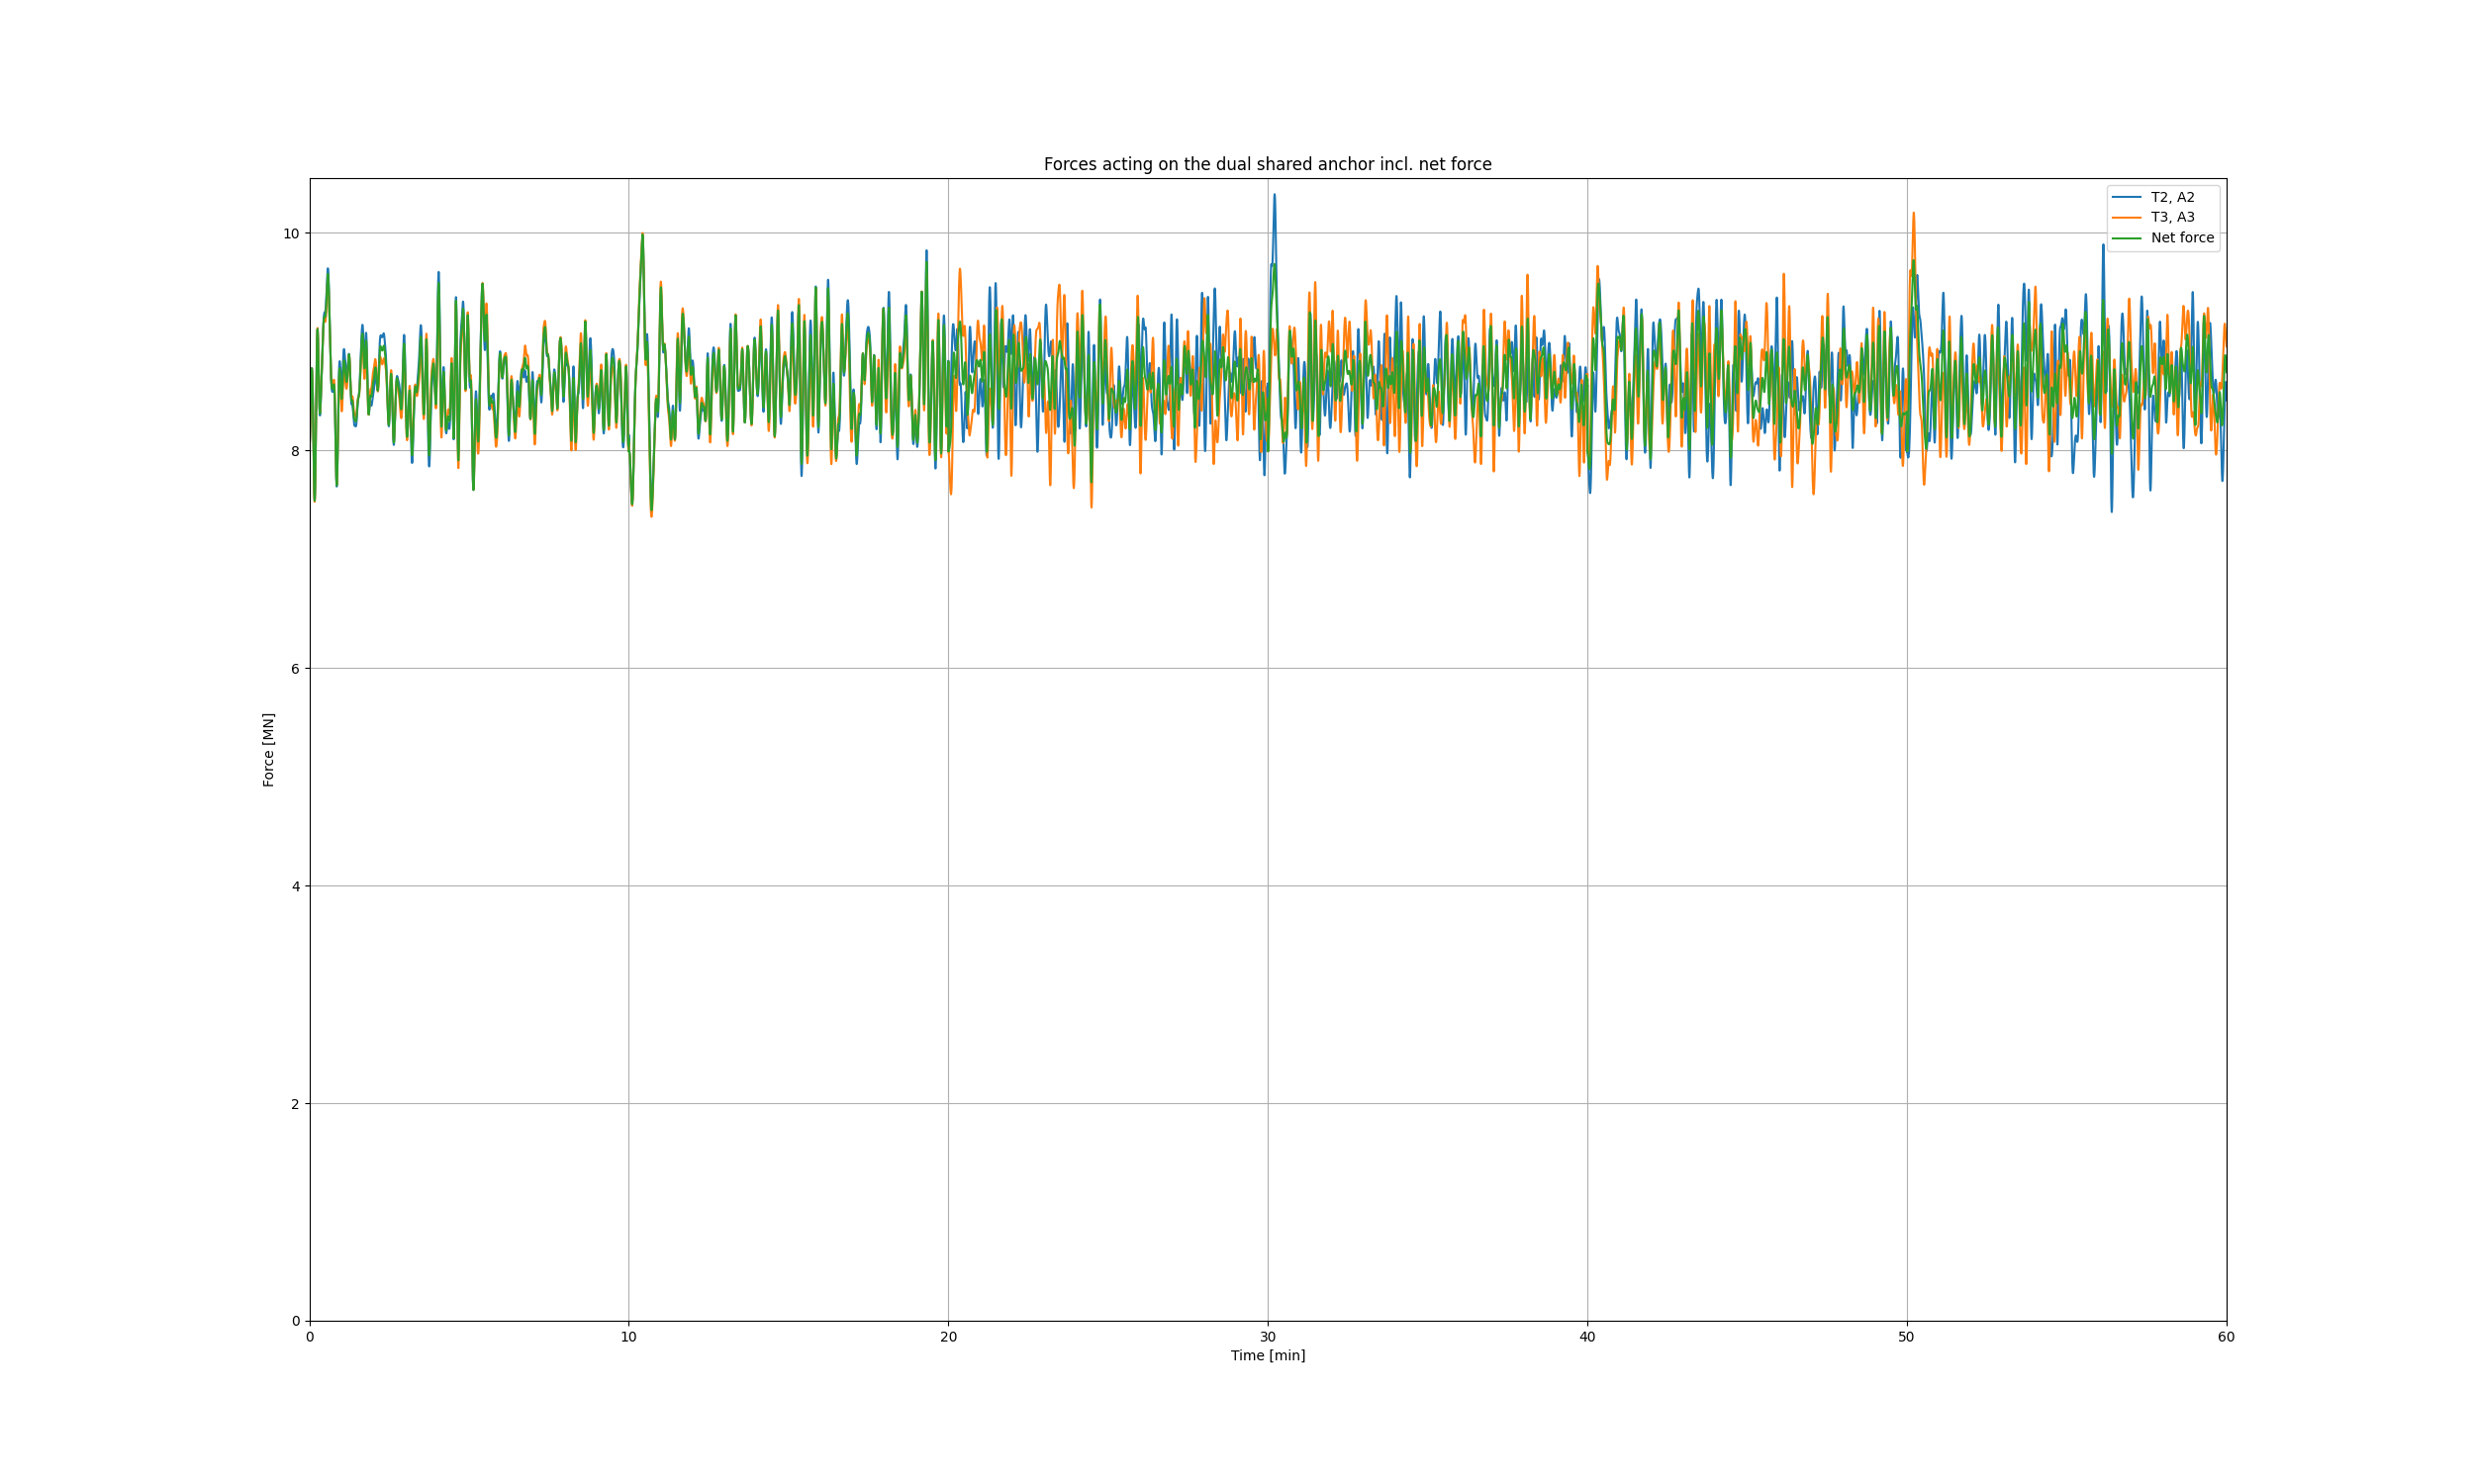 Forces acting on the dual shared anchor incl. net force
T2, A2
T3, A3
Net force
10
8
6
4
2
0
Force [MN]
0 10 20 30 40 50 60
Time [min]